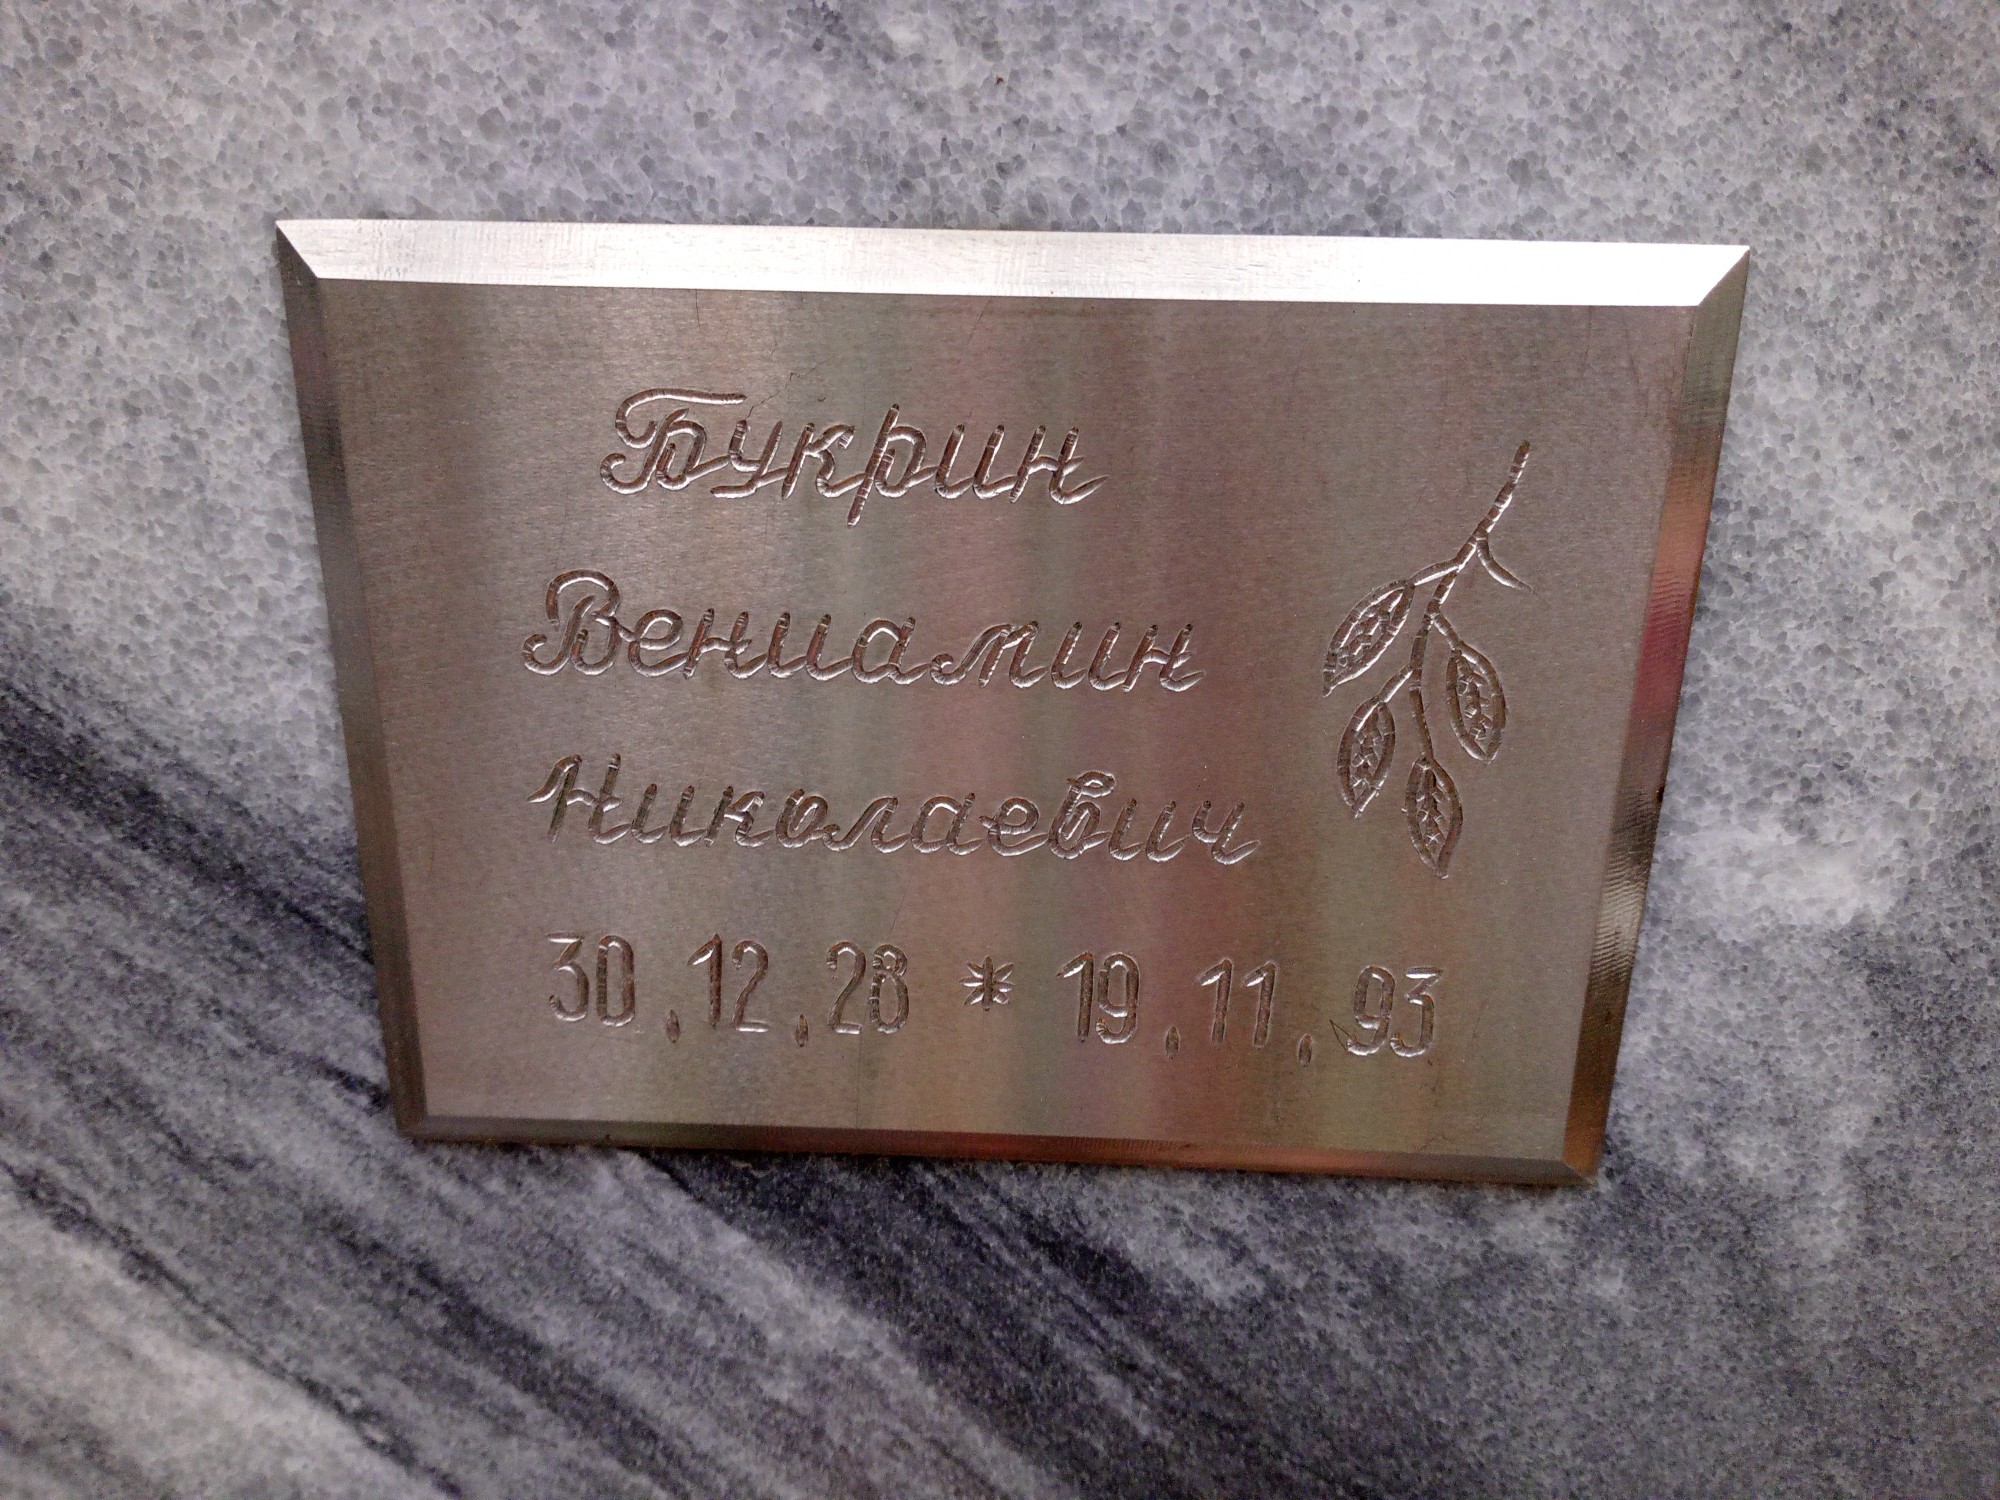 Букрин
Вениамин
Николаевич
30.12.28 * 19.11.93